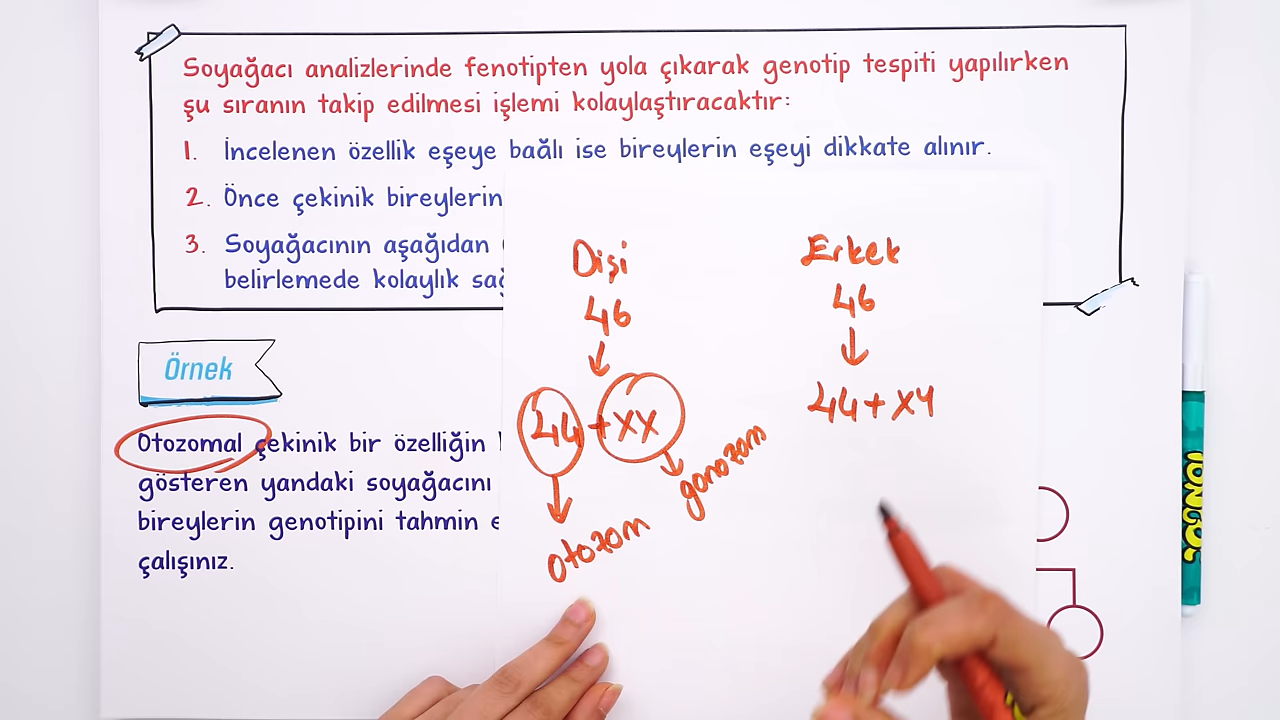 Soyağacı analizlerinde fenotipten yola çıkarak genotip tespiti yapılırken
şu sıranın takip edilmesi işlemi kolaylaştıracaktır:
1. İncelenen özellik eşeye bağlı ise bireylerin eşeyi dikkate alınır.
2. Önce çekinik bireylerin
3. Soyağacının aşağıdan
belirlemede kolaylık sağ
Dişi
46
44+XX
otozom
gonozom
Erkek
46
44+XY
Örnek
Otozomal çekinik bir özelliğin
gösteren yandaki soyağacını
bireylerin genotipini tahmin e
çalışınız.